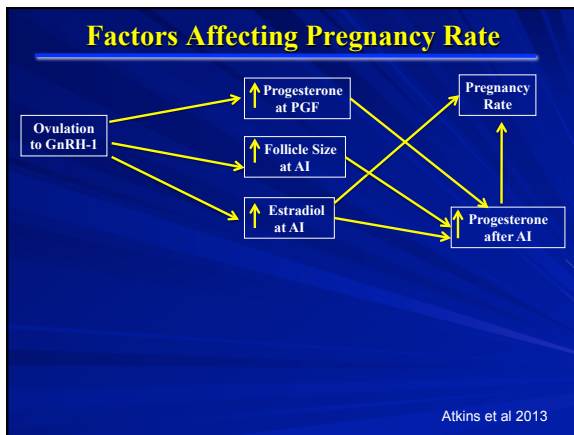 Factors Affecting Pregnancy Rate
Ovulation
to GnRH-1
Progesterone
at PGF
Follicle Size
at AI
Estradiol
at AI
Pregnancy
Rate
Progesterone
after AI
Atkins et al 2013